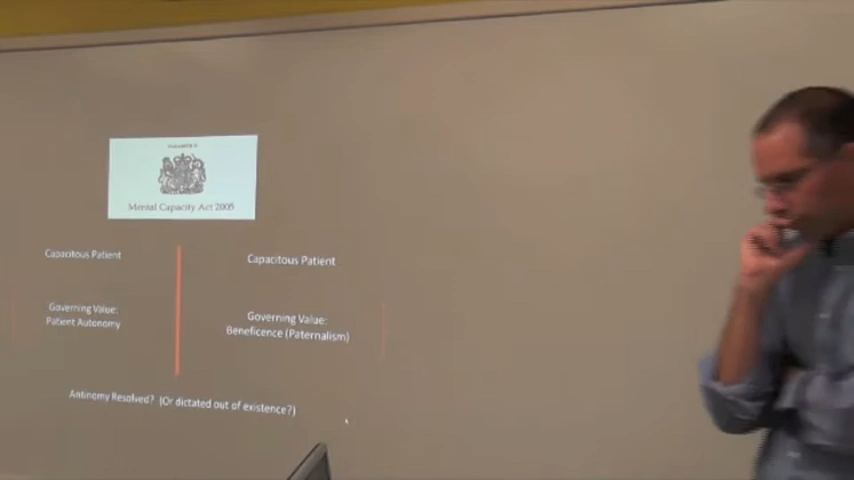 Mental Capacity Act 2005
Capacitous Patient
Capacitous Patient
Governing Value:
Patient Autonomy
Governing Value:
Beneficence (Paternalism)
Antinomy Resolved? (Or dictated out of existence?)